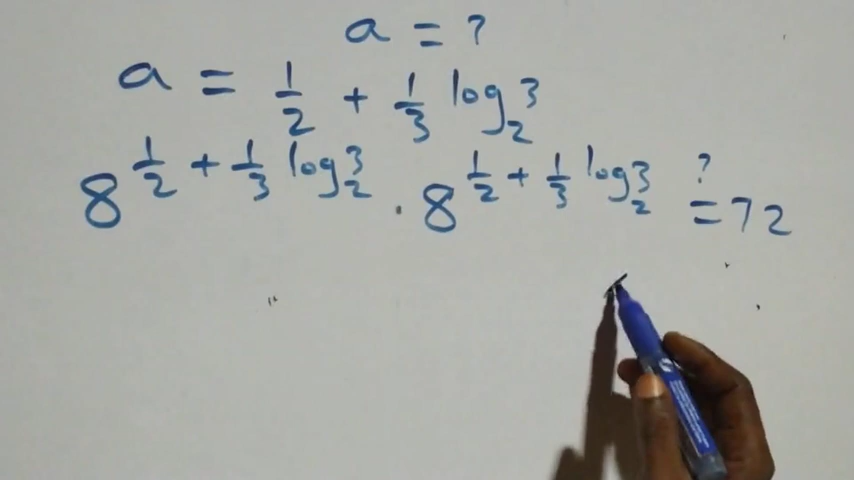 a = ?
a = 1/2 + 1/3 log₂3
8^(1/2 + 1/3 log₂3) · 8^(1/2 + 1/3 log₂3) ≟ 72